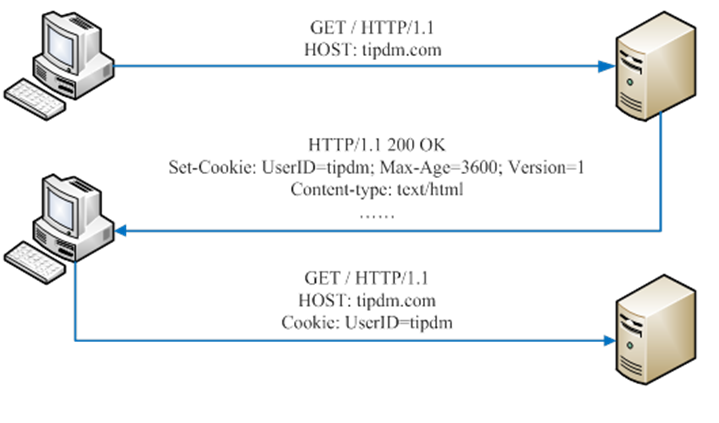 GET / HTTP/1.1
HOST: tipdm.com
HTTP/1.1 200 OK
Set-Cookie: UserID=tipdm; Max-Age=3600; Version=1
Content-type: text/html
……
GET / HTTP/1.1
HOST: tipdm.com
Cookie: UserID=tipdm